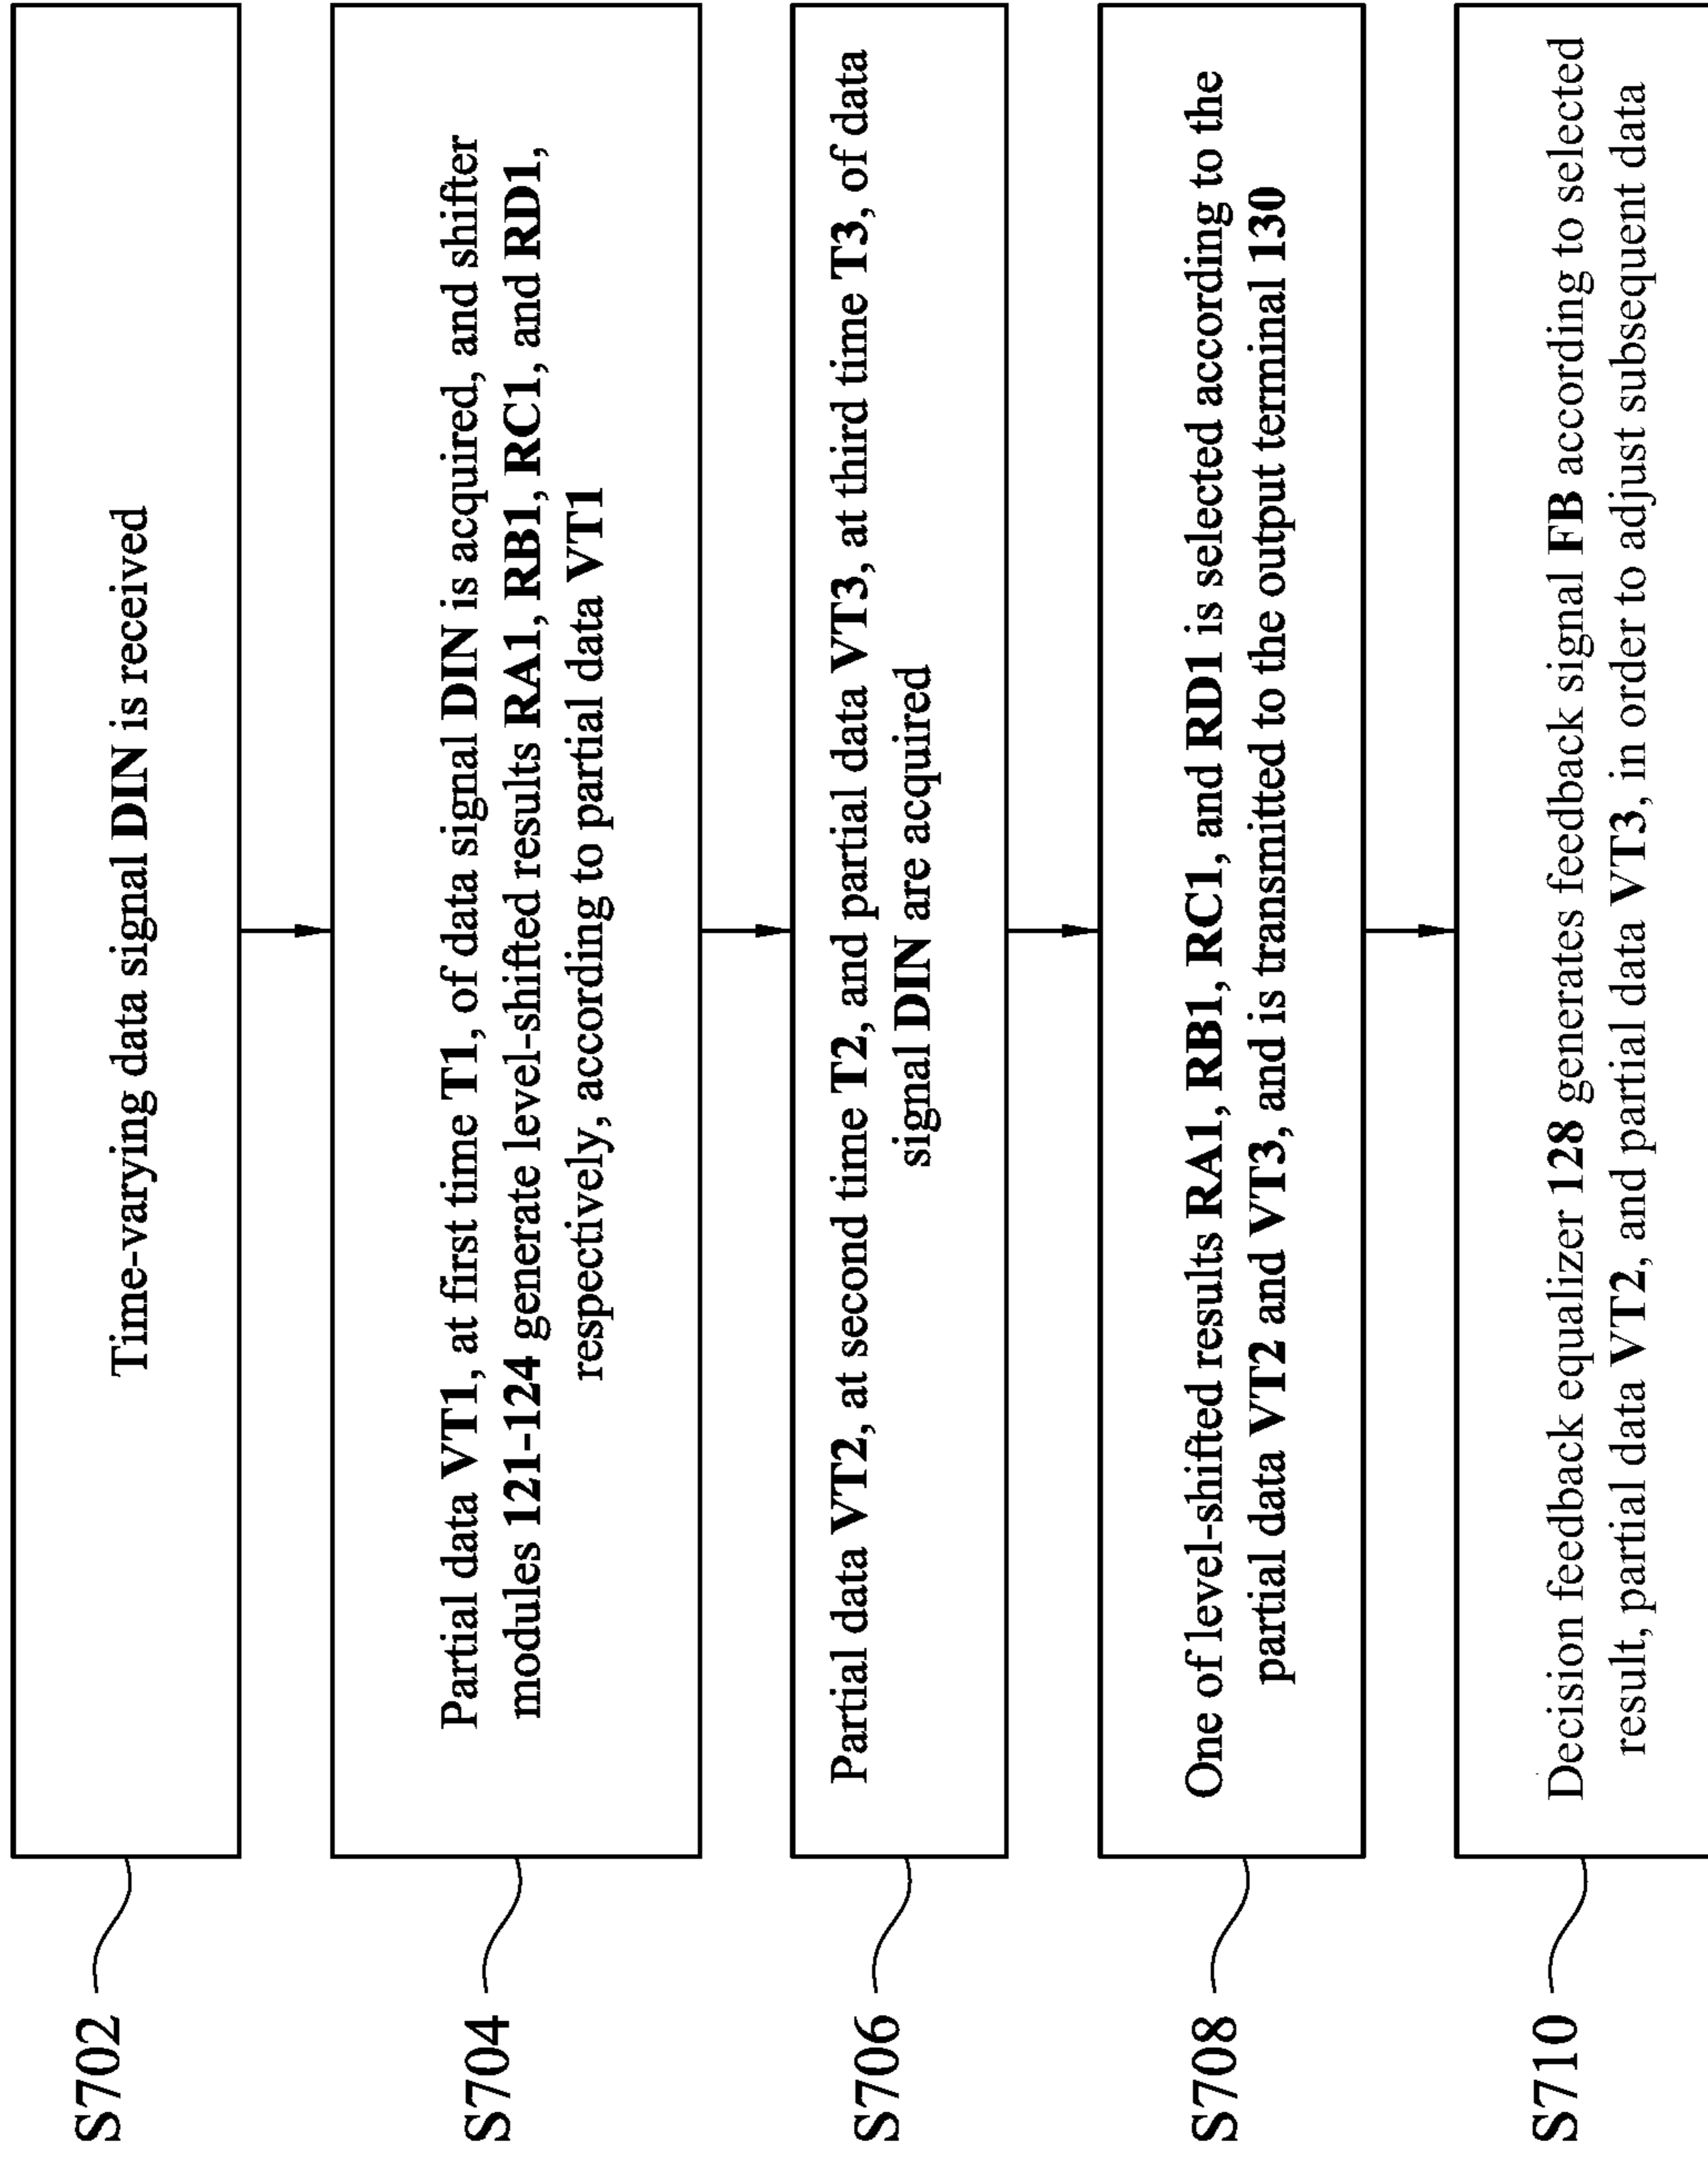 S702
Time-varying data signal DIN is received
S704
Partial data VT1, at first time T1, of data signal DIN is acquired, and shifter
modules 121-124 generate level-shifted results RA1, RB1, RC1, and RD1,
respectively, according to partial data VT1
S706
Partial data VT2, at second time T2, and partial data VT3, at third time T3, of data
signal DIN are acquired
S708
One of level-shifted results RA1, RB1, RC1, and RD1 is selected according to the
partial data VT2 and VT3, and is transmitted to the output terminal 130
S710
Decision feedback equalizer 128 generates feedback signal FB according to selected
result, partial data VT2, and partial data VT3, in order to adjust subsequent data